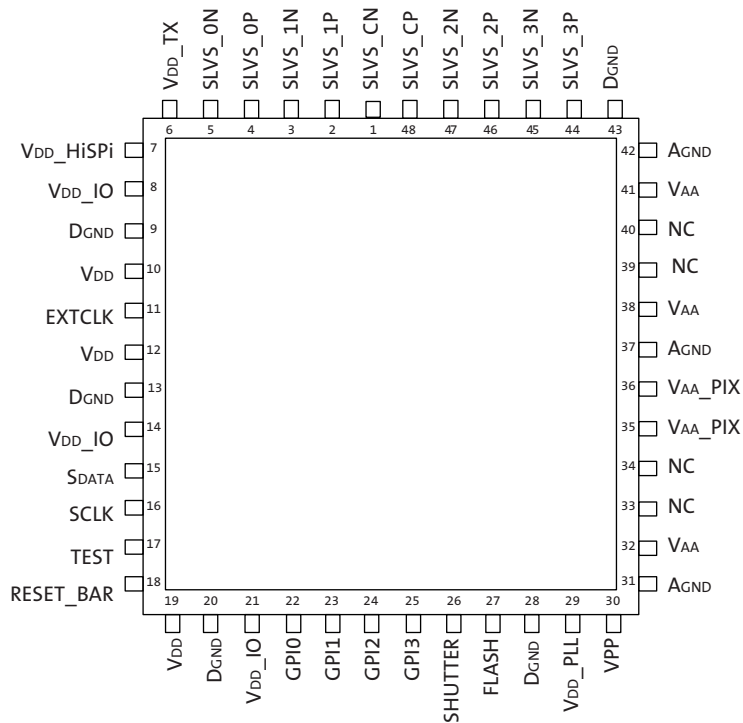 VDD_TX
SLVS_0N
SLVS_0P
SLVS_1N
SLVS_1P
SLVS_CN
SLVS_CP
SLVS_2N
SLVS_2P
SLVS_3N
SLVS_3P
DGND
6
5
4
3
2
1
48
47
46
45
44
43
VDD_HiSPi
7
VDD_IO
8
DGND
9
VDD
10
EXTCLK
11
VDD
12
DGND
13
VDD_IO
14
SDATA
15
SCLK
16
TEST
17
RESET_BAR
18
42
AGND
41
VAA
40
NC
39
NC
38
VAA
37
AGND
36
VAA_PIX
35
VAA_PIX
34
NC
33
NC
32
VAA
31
AGND
19
20
21
22
23
24
25
26
27
28
29
30
VDD
DGND
VDD_IO
GPI0
GPI1
GPI2
GPI3
SHUTTER
FLASH
DGND
VDD_PLL
VPP